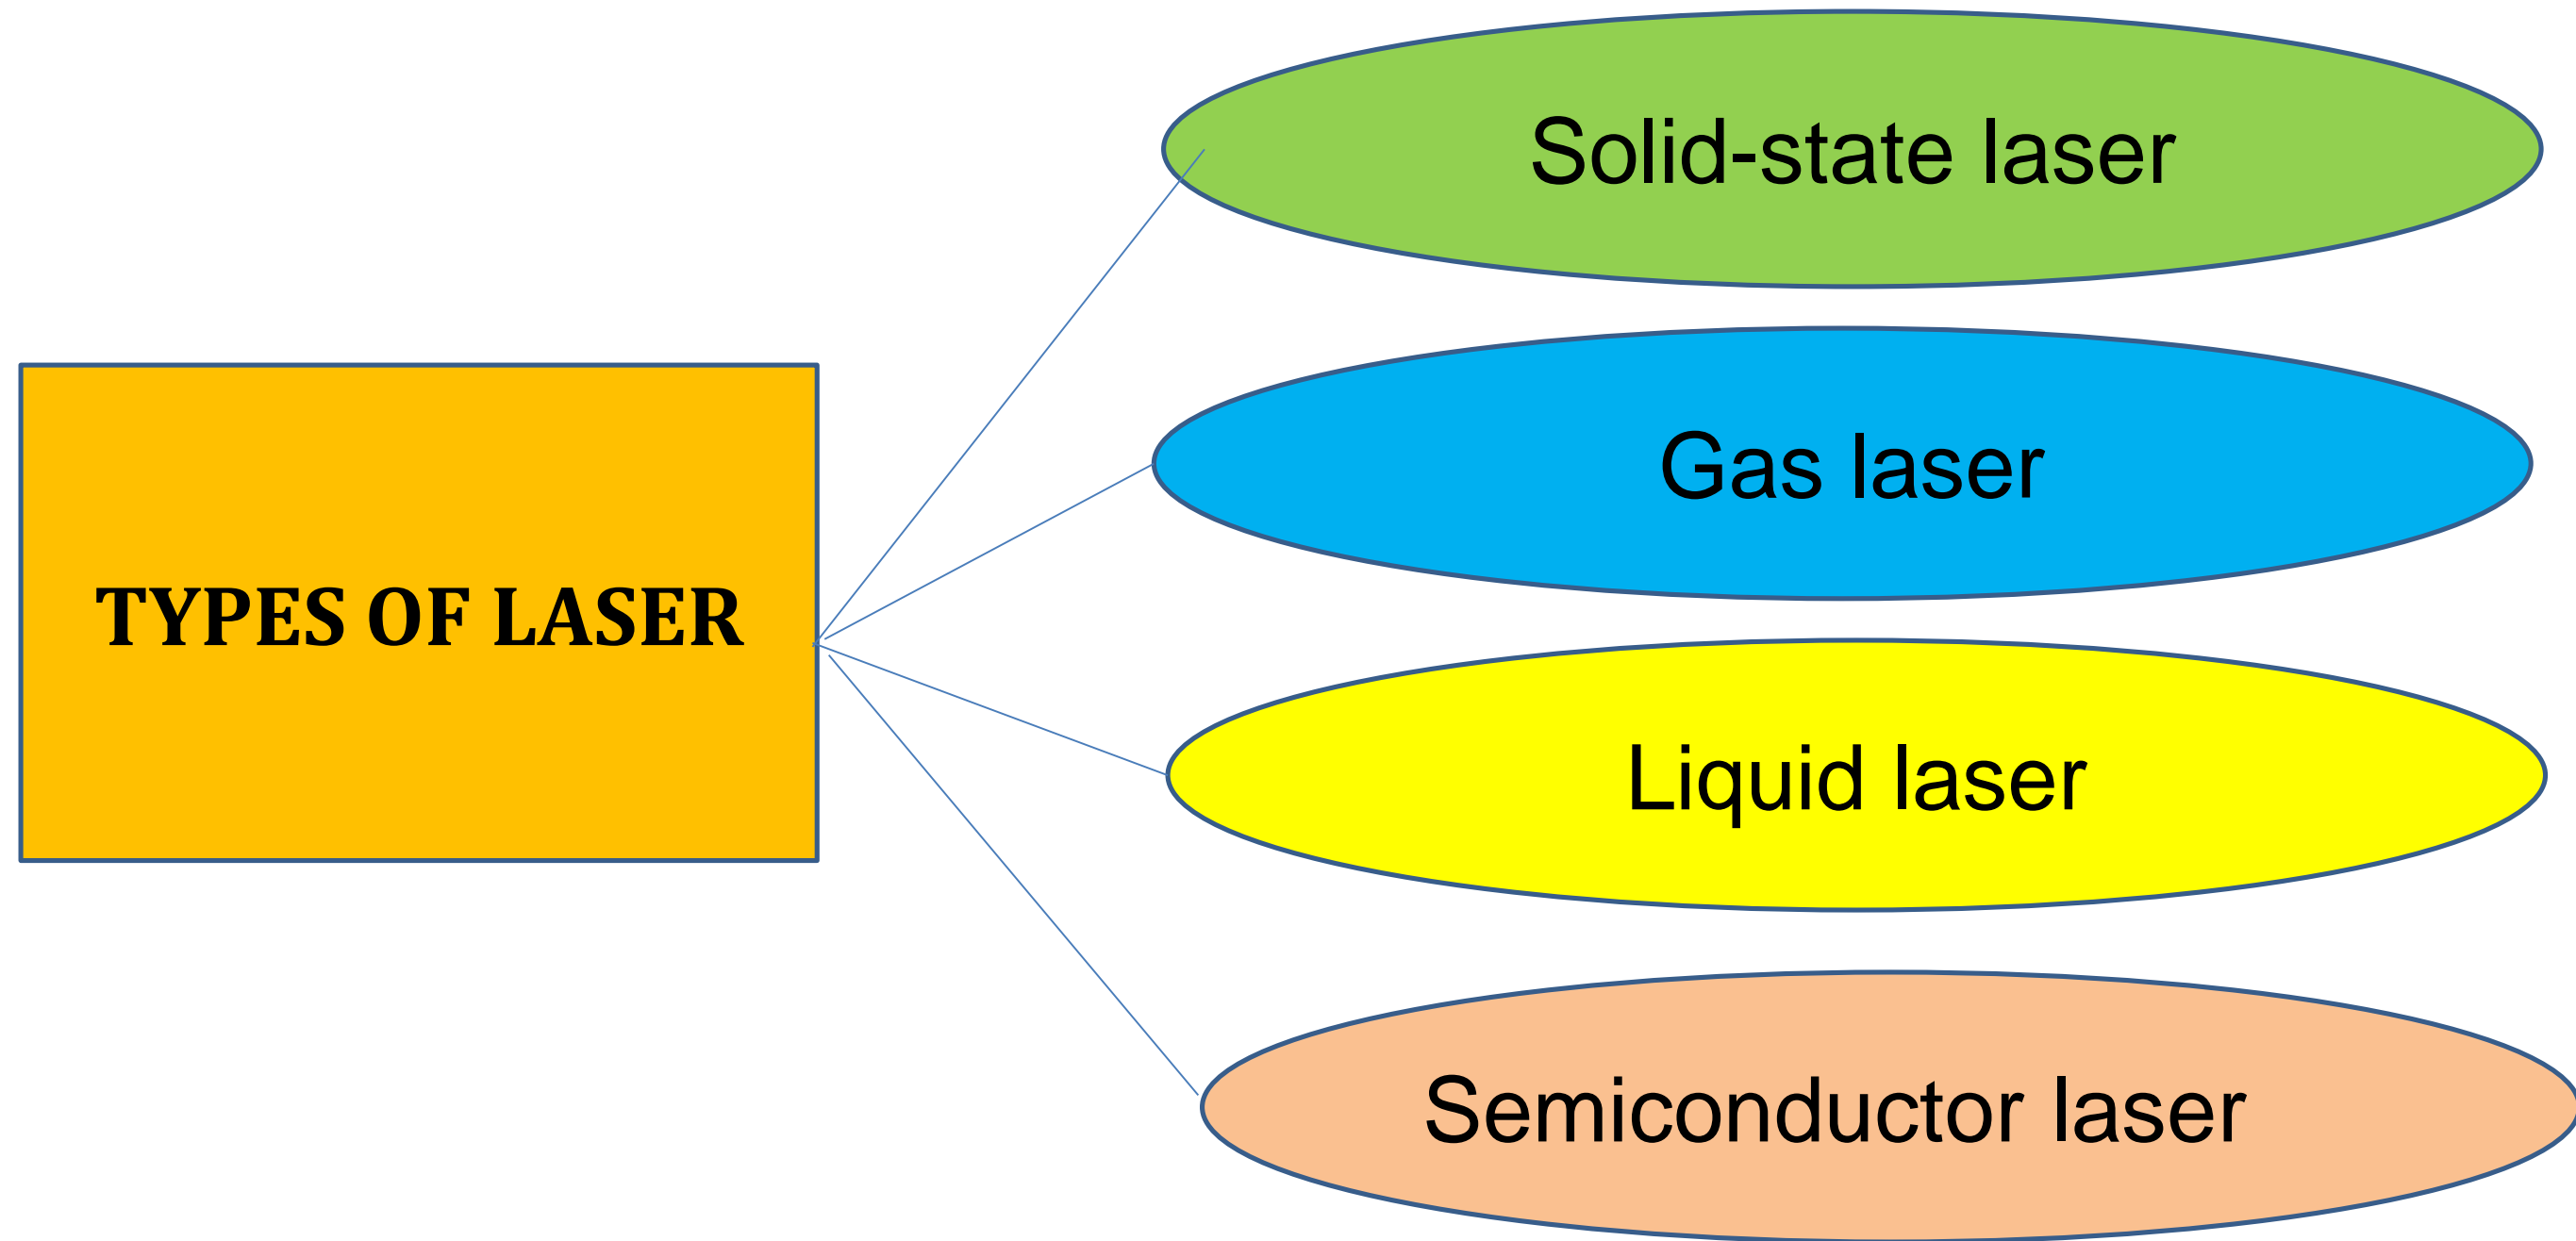 Solid-state laser
Gas laser
TYPES OF LASER
Liquid laser
Semiconductor laser